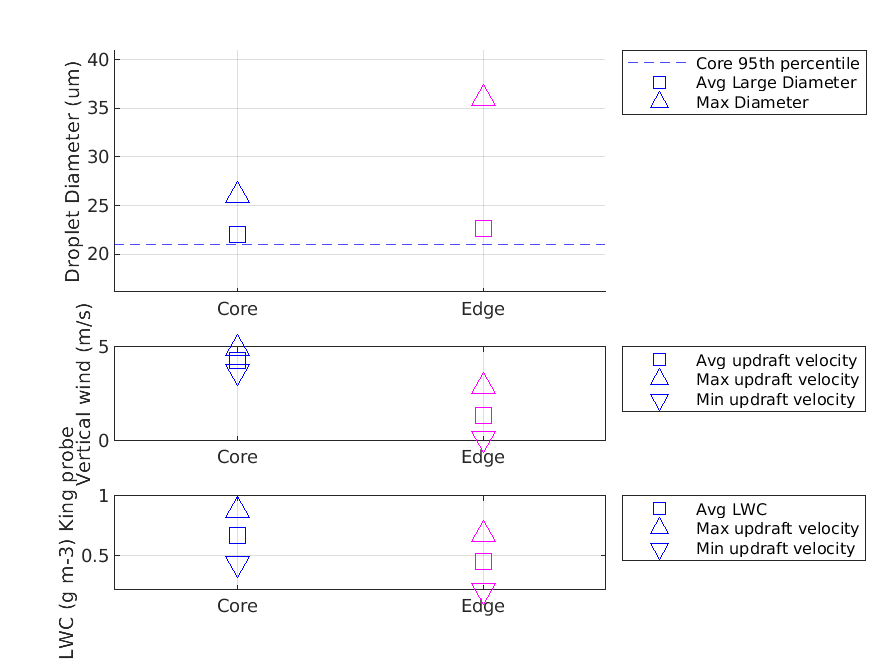 Droplet Diameter (um)
40
35
30
25
20
Core
Edge
Core 95th percentile
Avg Large Diameter
Max Diameter
Vertical wind (m/s)
5
0
Core
Edge
Avg updraft velocity
Max updraft velocity
Min updraft velocity
LWC (g m-3) King probe
1
0.5
Core
Edge
Avg LWC
Max updraft velocity
Min updraft velocity